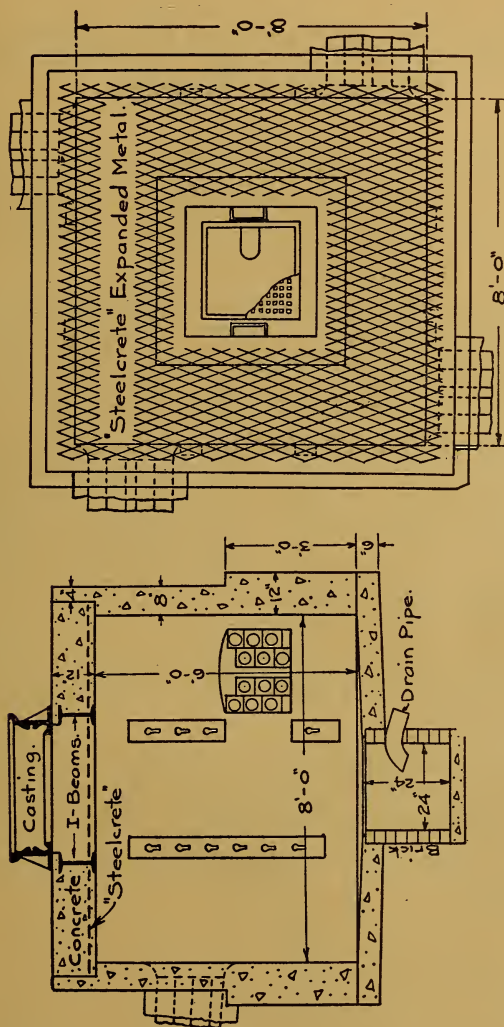 8'-0"
"Steelcrete" Expanded Metal.
8'-0"
Casting.
I-Beams.
Concrete
"Steelcrete"
12"
4"
8"
6'-0"
3'-0"
12"
6"
8'-0"
24"
24"
Drain Pipe.
Brick